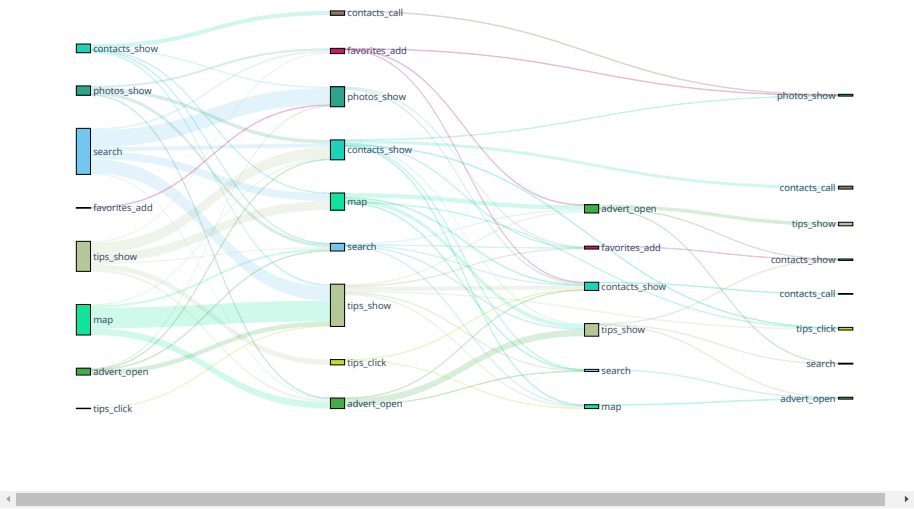 contacts_show
photos_show
search
favorites_add
tips_show
map
advert_open
tips_click
contacts_call
favorites_add
photos_show
contacts_show
map
search
tips_show
tips_click
advert_open
advert_open
favorites_add
contacts_show
tips_show
search
map
photos_show
contacts_call
tips_show
contacts_show
contacts_call
tips_click
search
advert_open